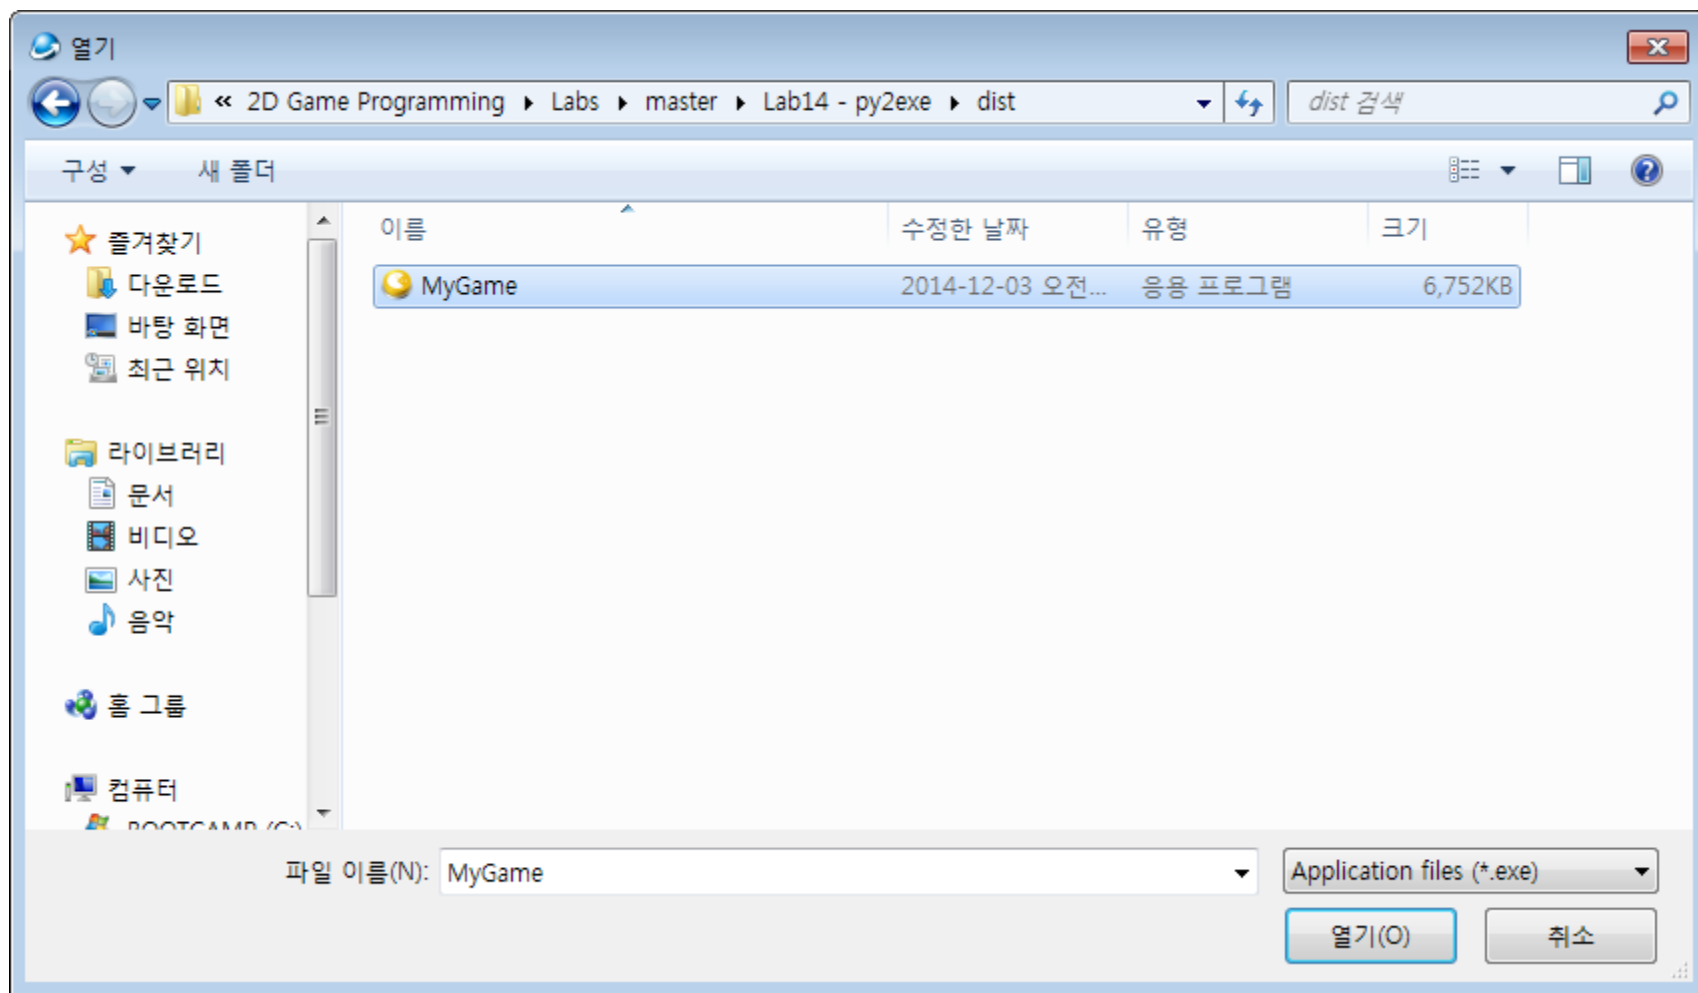 열기
« 2D Game Programming ▸ Labs ▸ master ▸ Lab14 - py2exe ▸ dist
dist 검색
구성
새 폴더
이름 수정한 날짜 유형 크기
MyGame 2014-12-03 오전... 응용 프로그램 6,752KB
즐겨찾기
다운로드
바탕 화면
최근 위치
라이브러리
문서
비디오
사진
음악
홈 그룹
컴퓨터
BOOTCAMP (C:)
파일 이름(N): MyGame
Application files (*.exe)
열기(O)
취소